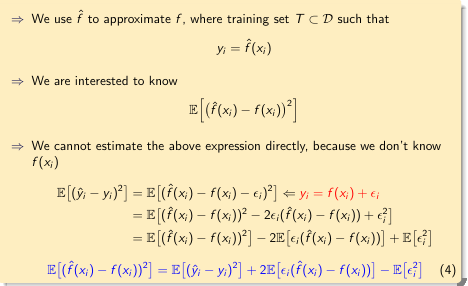 ⇒ We use f̂ to approximate f, where training set T ⊂ 𝒟 such that
yᵢ = f̂(xᵢ)
⇒ We are interested to know
𝔼[(f̂(xᵢ) − f(xᵢ))²]
⇒ We cannot estimate the above expression directly, because we don't know
f(xᵢ)
𝔼[(ŷᵢ − yᵢ)²] = 𝔼[(f̂(xᵢ) − f(xᵢ) − ϵᵢ)²] ⇐ yᵢ = f(xᵢ) + ϵᵢ
= 𝔼[(f̂(xᵢ) − f(xᵢ))² − 2ϵᵢ(f̂(xᵢ) − f(xᵢ)) + ϵᵢ²]
= 𝔼[(f̂(xᵢ) − f(xᵢ))²] − 2𝔼[ϵᵢ(f̂(xᵢ) − f(xᵢ))] + 𝔼[ϵᵢ²]
𝔼[(f̂(xᵢ) − f(xᵢ))²] = 𝔼[(ŷᵢ − yᵢ)²] + 2𝔼[ϵᵢ(f̂(xᵢ) − f(xᵢ))] − 𝔼[ϵᵢ²] (4)